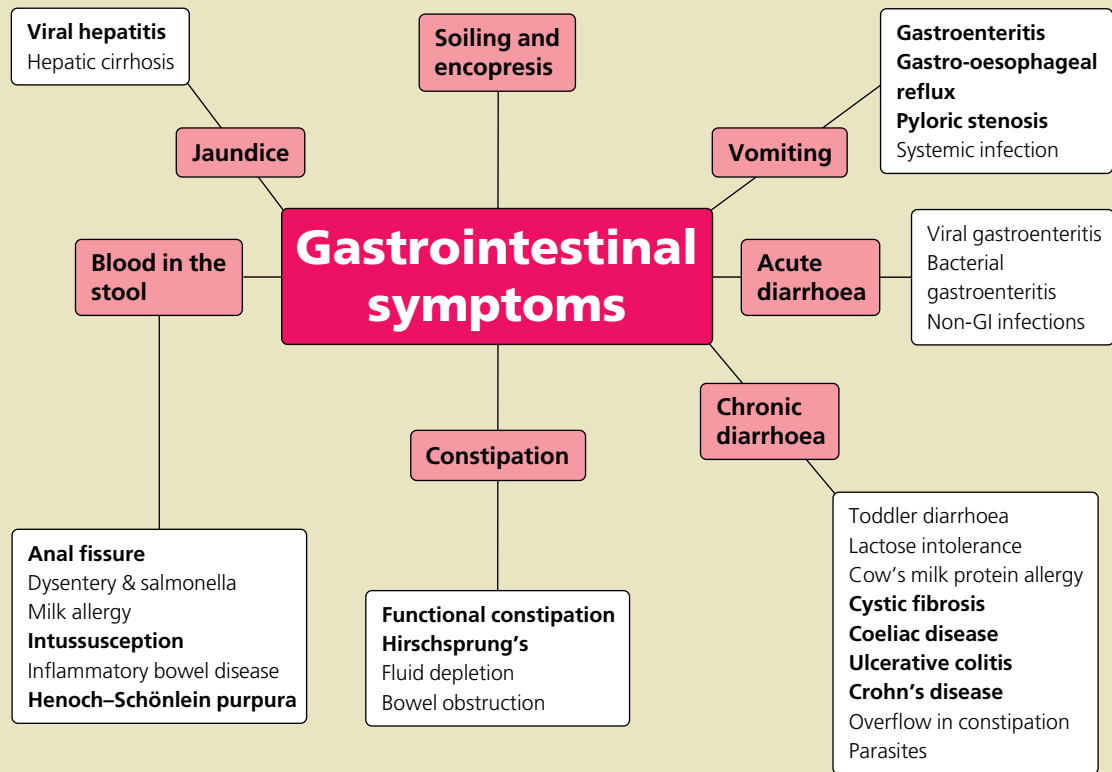 Viral hepatitis
Hepatic cirrhosis
Jaundice
Soiling and
encopresis
Vomiting
Gastroenteritis
Gastro-oesophageal
reflux
Pyloric stenosis
Systemic infection
Gastrointestinal
symptoms
Blood in the
stool
Acute
diarrhoea
Viral gastroenteritis
Bacterial
gastroenteritis
Non-GI infections
Chronic
diarrhoea
Constipation
Anal fissure
Dysentery & salmonella
Milk allergy
Intussusception
Inflammatory bowel disease
Henoch–Schönlein purpura
Functional constipation
Hirschsprung's
Fluid depletion
Bowel obstruction
Toddler diarrhoea
Lactose intolerance
Cow's milk protein allergy
Cystic fibrosis
Coeliac disease
Ulcerative colitis
Crohn's disease
Overflow in constipation
Parasites